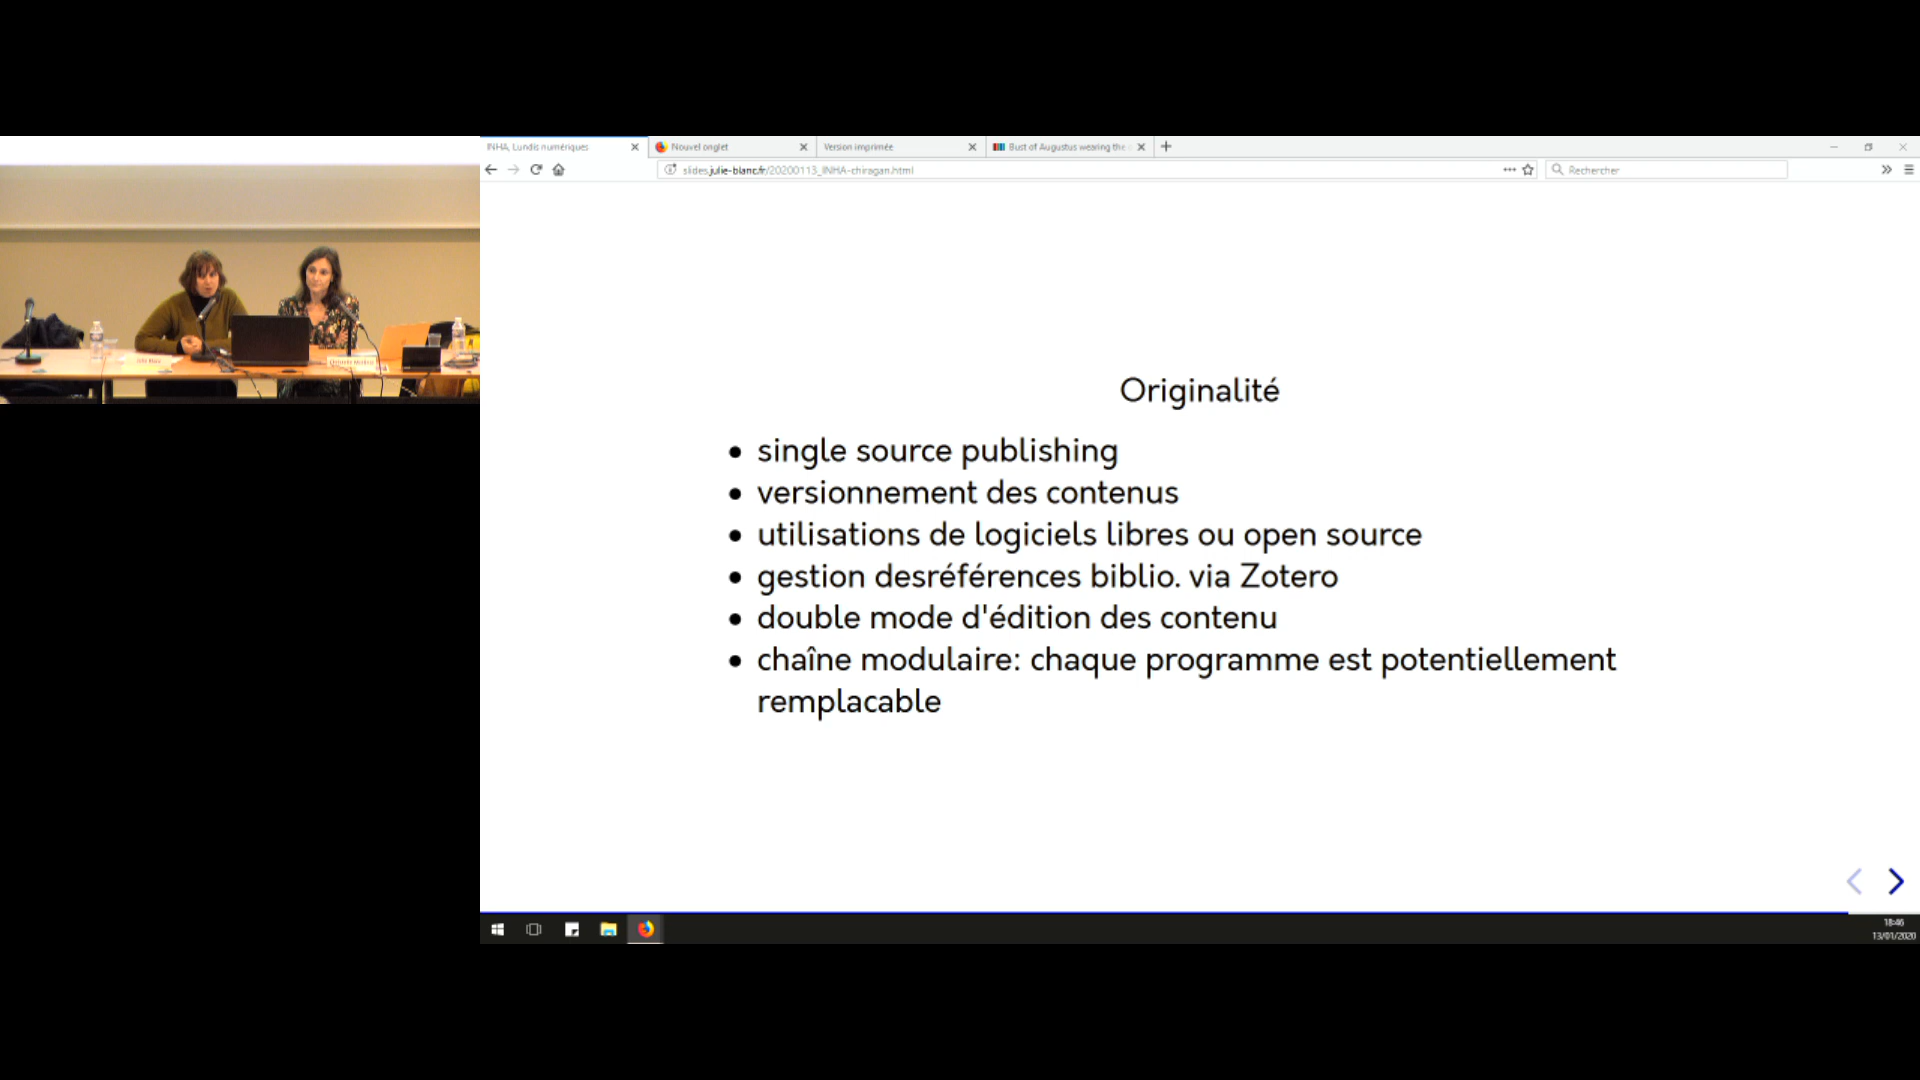 INHA, Lundis numériques
Nouvel onglet
Version imprimée
Bust of Augustus wearing the
slides.julie-blanc.fr/20200113_INHA-chiragan.html
Rechercher
Originalité
single source publishing
versionnement des contenus
utilisations de logiciels libres ou open source
gestion desréférences biblio. via Zotero
double mode d'édition des contenu
chaîne modulaire: chaque programme est potentiellement
remplacable
18:46
13/01/2020